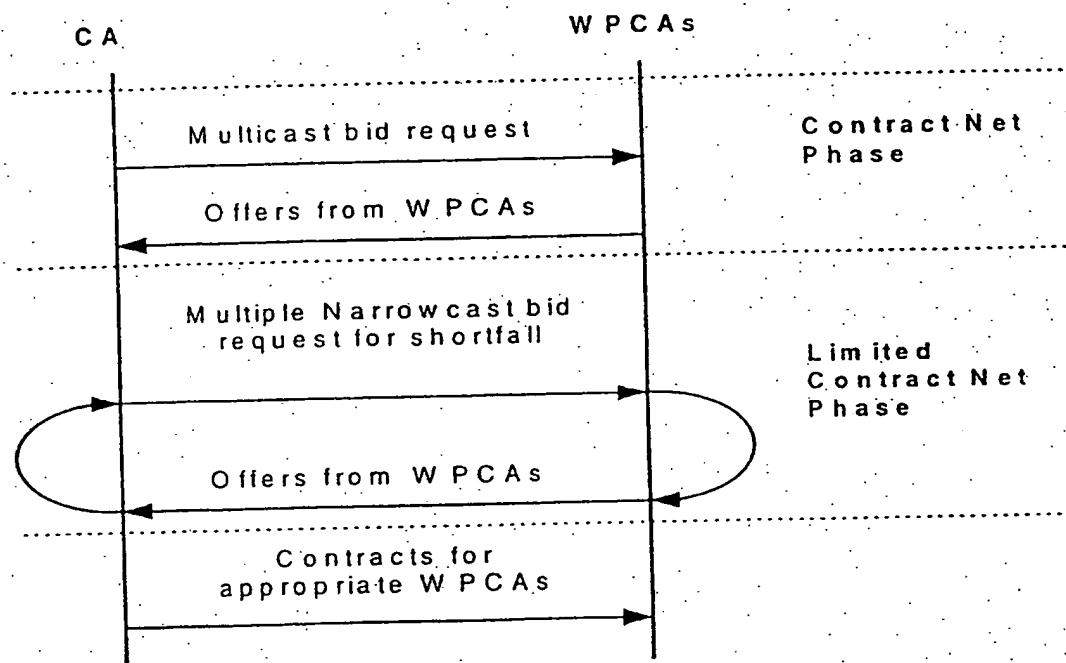 CA
WPCAs
Multicast bid request
Contract Net
Phase
Offers from WPCAs
Multiple Narrowcast bid
request for shortfall
Limited
Contract Net
Phase
Offers from WPCAs
Contracts for
appropriate WPCAs